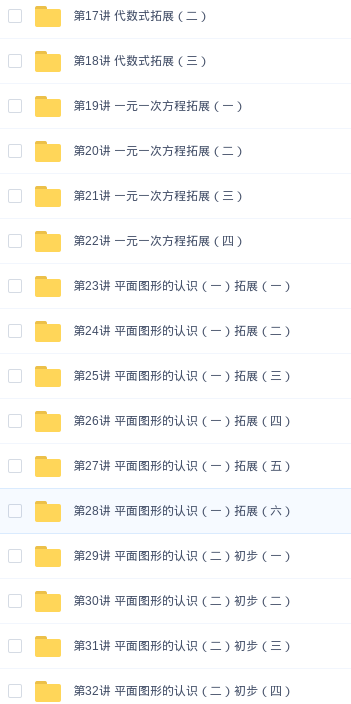 第17讲 代数式拓展（二）
第18讲 代数式拓展（三）
第19讲 一元一次方程拓展（一）
第20讲 一元一次方程拓展（二）
第21讲 一元一次方程拓展（三）
第22讲 一元一次方程拓展（四）
第23讲 平面图形的认识（一）拓展（一）
第24讲 平面图形的认识（一）拓展（二）
第25讲 平面图形的认识（一）拓展（三）
第26讲 平面图形的认识（一）拓展（四）
第27讲 平面图形的认识（一）拓展（五）
第28讲 平面图形的认识（一）拓展（六）
第29讲 平面图形的认识（二）初步（一）
第30讲 平面图形的认识（二）初步（二）
第31讲 平面图形的认识（二）初步（三）
第32讲 平面图形的认识（二）初步（四）